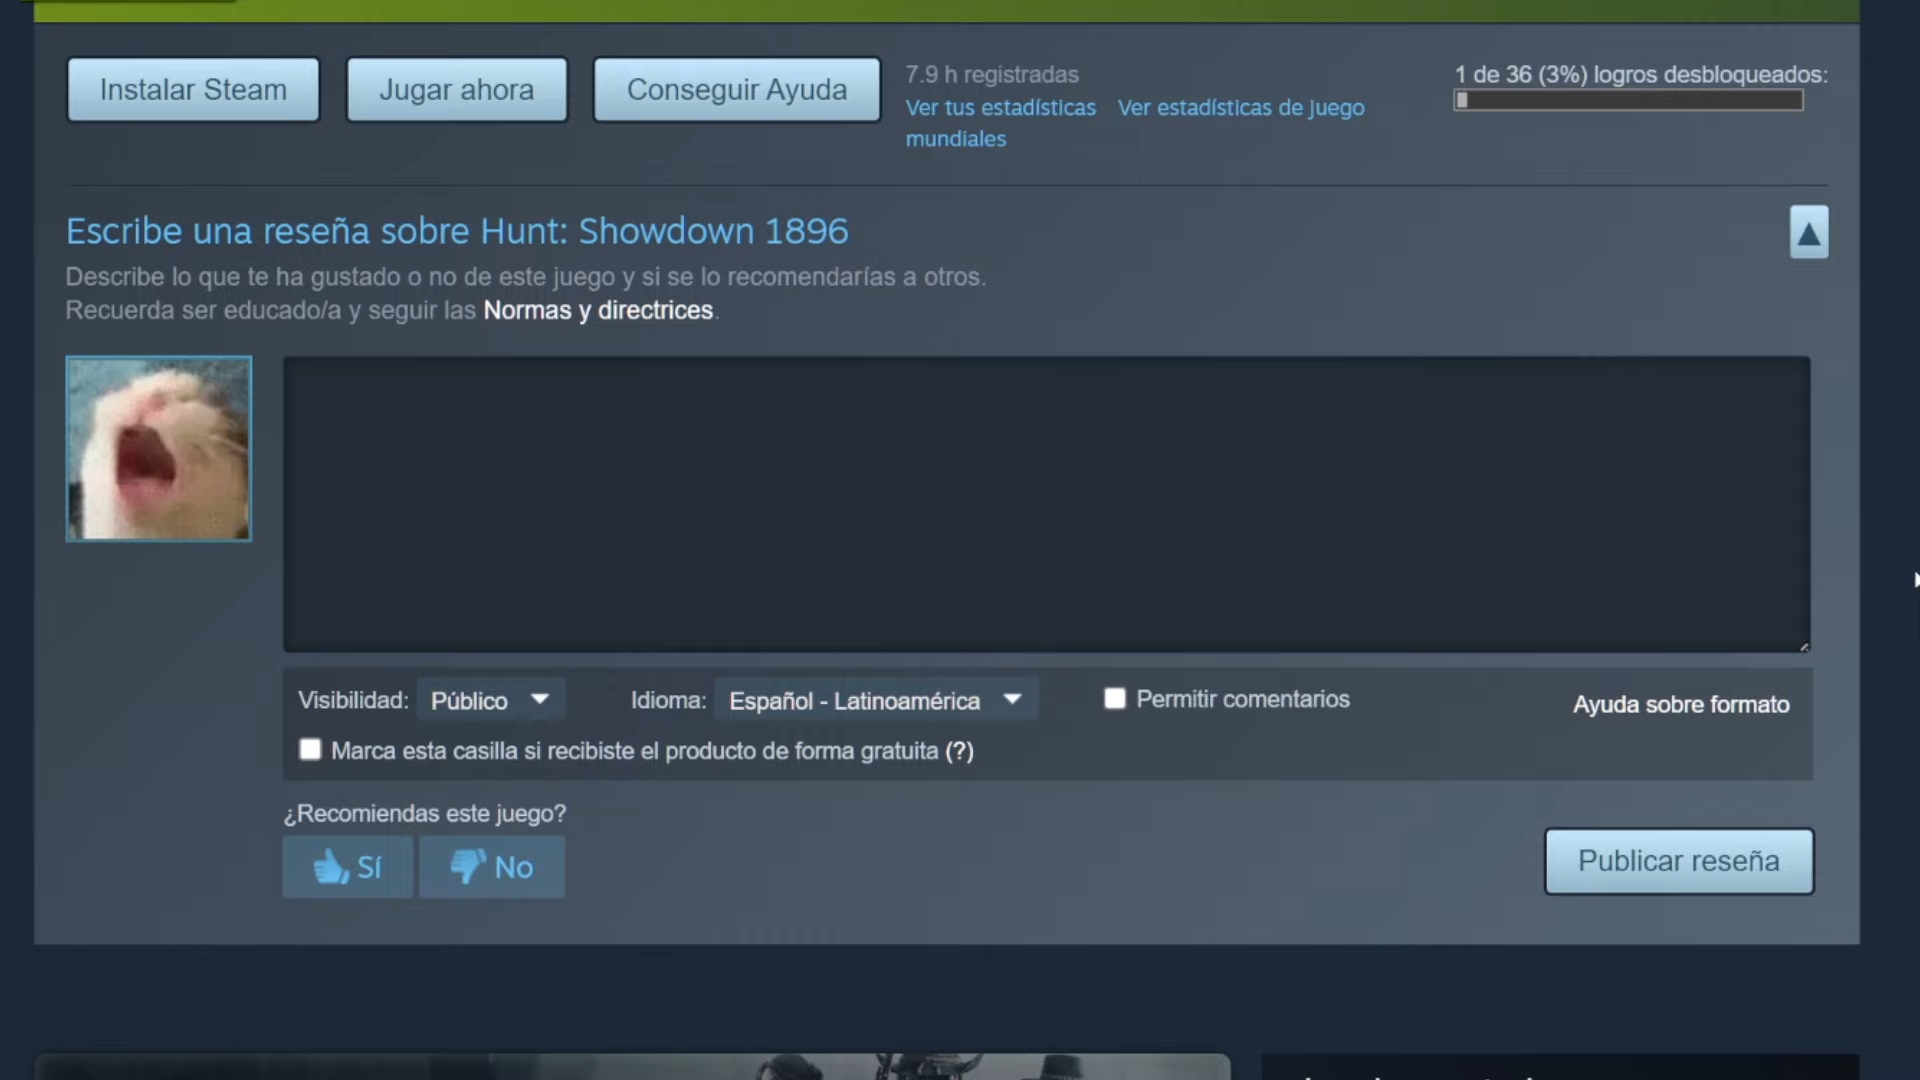 Instalar Steam
Jugar ahora
Conseguir Ayuda
7.9 h registradas
Ver tus estadísticas Ver estadísticas de juego
mundiales
1 de 36 (3%) logros desbloqueados:
Escribe una reseña sobre Hunt: Showdown 1896
Describe lo que te ha gustado o no de este juego y si se lo recomendarías a otros.
Recuerda ser educado/a y seguir las Normas y directrices.
Visibilidad: Público
Idioma: Español - Latinoamérica
Permitir comentarios
Ayuda sobre formato
Marca esta casilla si recibiste el producto de forma gratuita (?)
¿Recomiendas este juego?
Sí
No
Publicar reseña